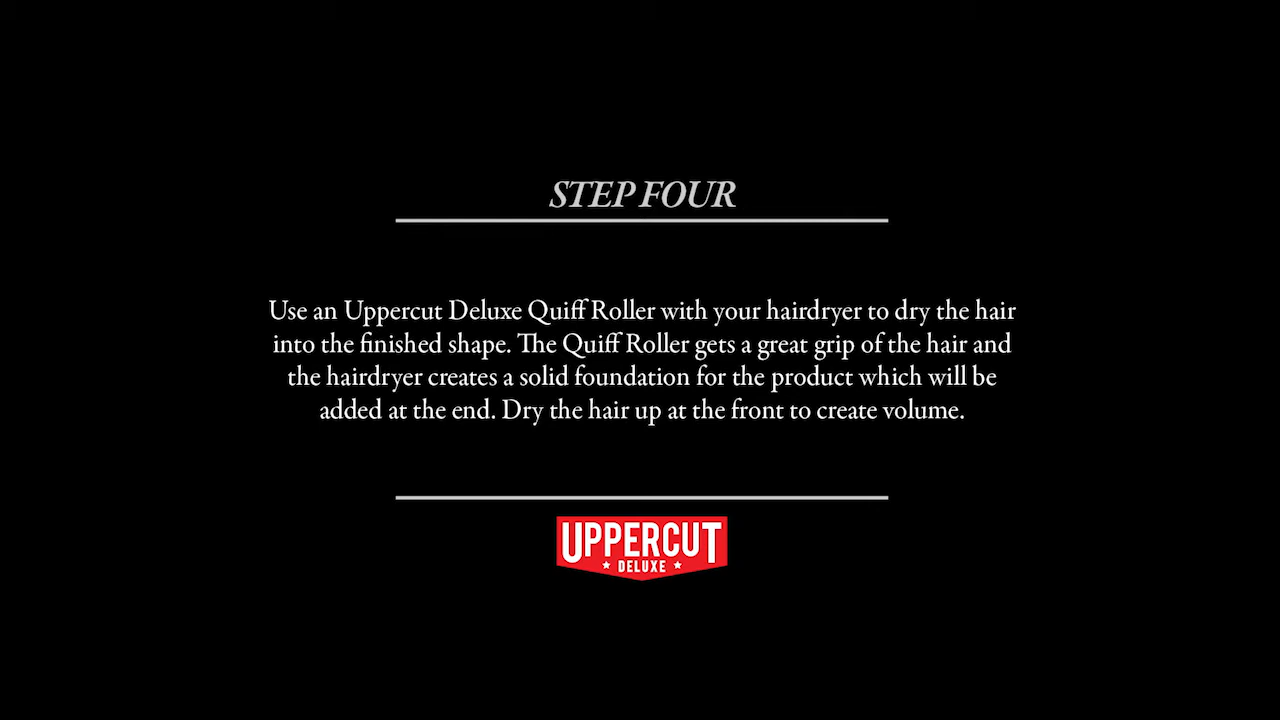 STEP FOUR
Use an Uppercut Deluxe Quiff Roller with your hairdryer to dry the hair
into the finished shape. The Quiff Roller gets a great grip of the hair and
the hairdryer creates a solid foundation for the product which will be
added at the end. Dry the hair up at the front to create volume.
UPPERCUT
DELUXE